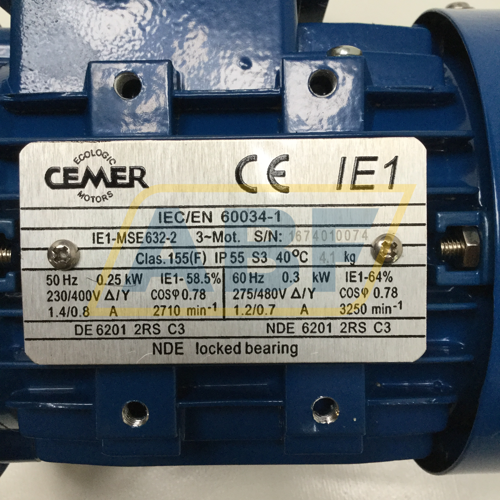 ECOLOGIC
CEMER
MOTORS
CE IE1
IEC/EN 60034-1
IE1-MSE632-2 3~Mot. S/N: 1674010074
Clas. 155(F) IP 55 S3 40°C 4.1 kg
50 Hz 0.25 kW IE1-58.5% 60 Hz 0.3 kW IE1-64%
230/400V Δ/Y COSφ 0.78 275/480V Δ/Y COSφ 0.78
1.4/0.8 A 2710 min⁻¹ 1.2/0.7 A 3250 min⁻¹
DE 6201 2RS C3 NDE 6201 2RS C3
NDE locked bearing